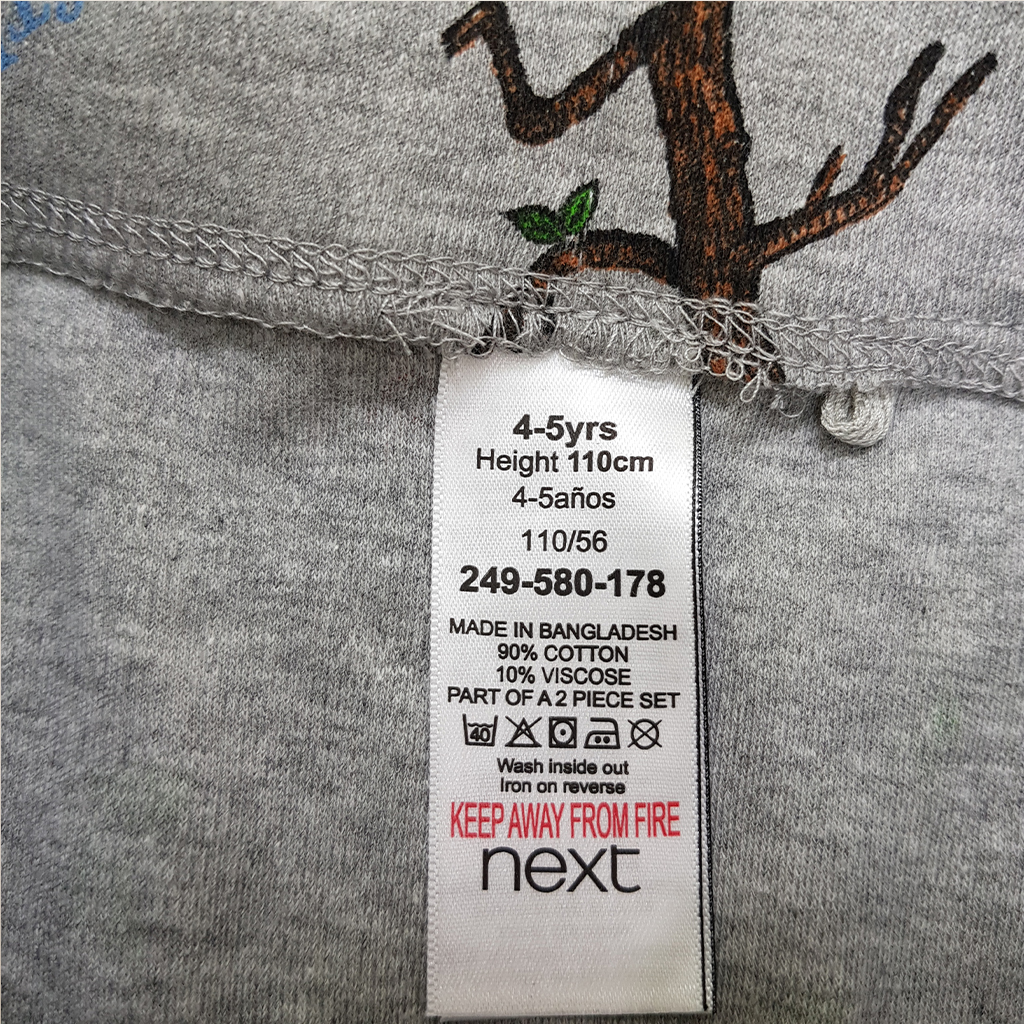 4-5yrs
Height 110cm
4-5años
110/56
249-580-178
MADE IN BANGLADESH
90% COTTON
10% VISCOSE
PART OF A 2 PIECE SET
40
Wash inside out
Iron on reverse
KEEP AWAY FROM FIRE
next